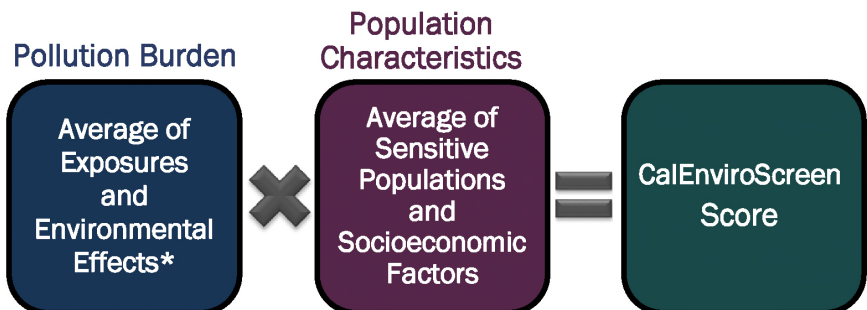 Pollution Burden
Population
Characteristics
Average of
Exposures
and
Environmental
Effects*
Average of
Sensitive
Populations
and
Socioeconomic
Factors
CalEnviroScreen
Score